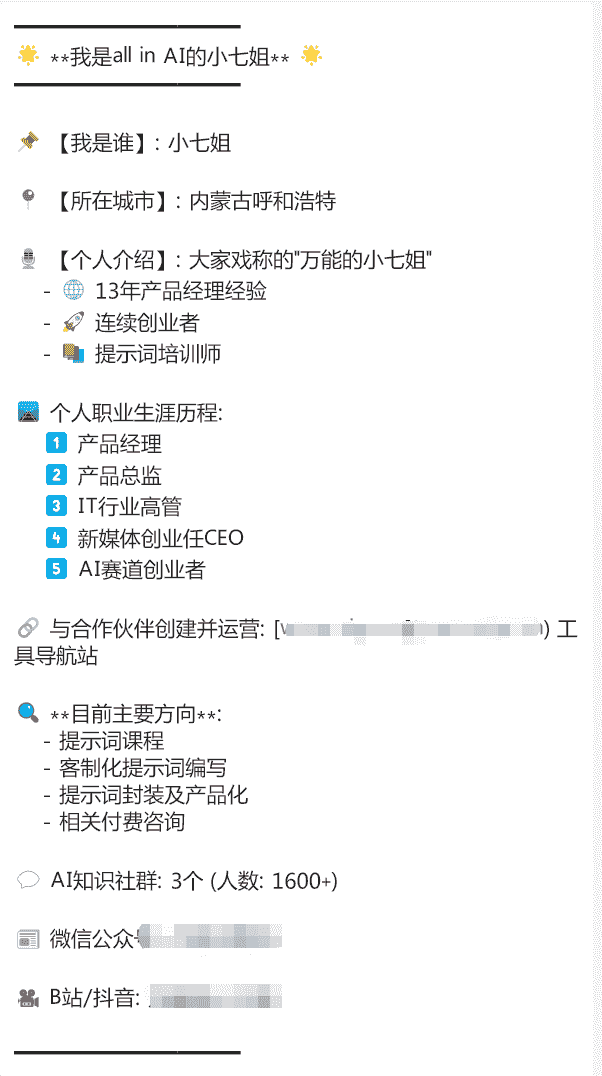 🌟 **我是all in AI的小七姐** 🌟
📌 【我是谁】: 小七姐
📍 【所在城市】: 内蒙古呼和浩特
🎙 【个人介绍】: 大家戏称的"万能的小七姐"
- 🌐 13年产品经理经验
- 🚀 连续创业者
- 📚 提示词培训师
🛤 个人职业生涯历程:
1 产品经理
2 产品总监
3 IT行业高管
4 新媒体创业任CEO
5 AI赛道创业者
🔗 与合作伙伴创建并运营: [) 工
具导航站
🔍 **目前主要方向**:
- 提示词课程
- 客制化提示词编写
- 提示词封装及产品化
- 相关付费咨询
💬 AI知识社群: 3个 (人数: 1600+)
📰 微信公众
🎥 B站/抖音: